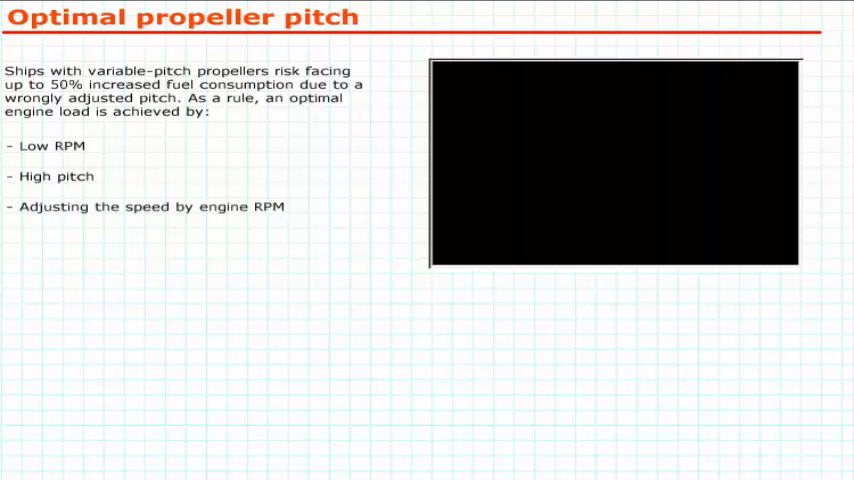 Optimal propeller pitch
Ships with variable-pitch propellers risk facing
up to 50% increased fuel consumption due to a
wrongly adjusted pitch. As a rule, an optimal
engine load is achieved by:
- Low RPM
- High pitch
- Adjusting the speed by engine RPM